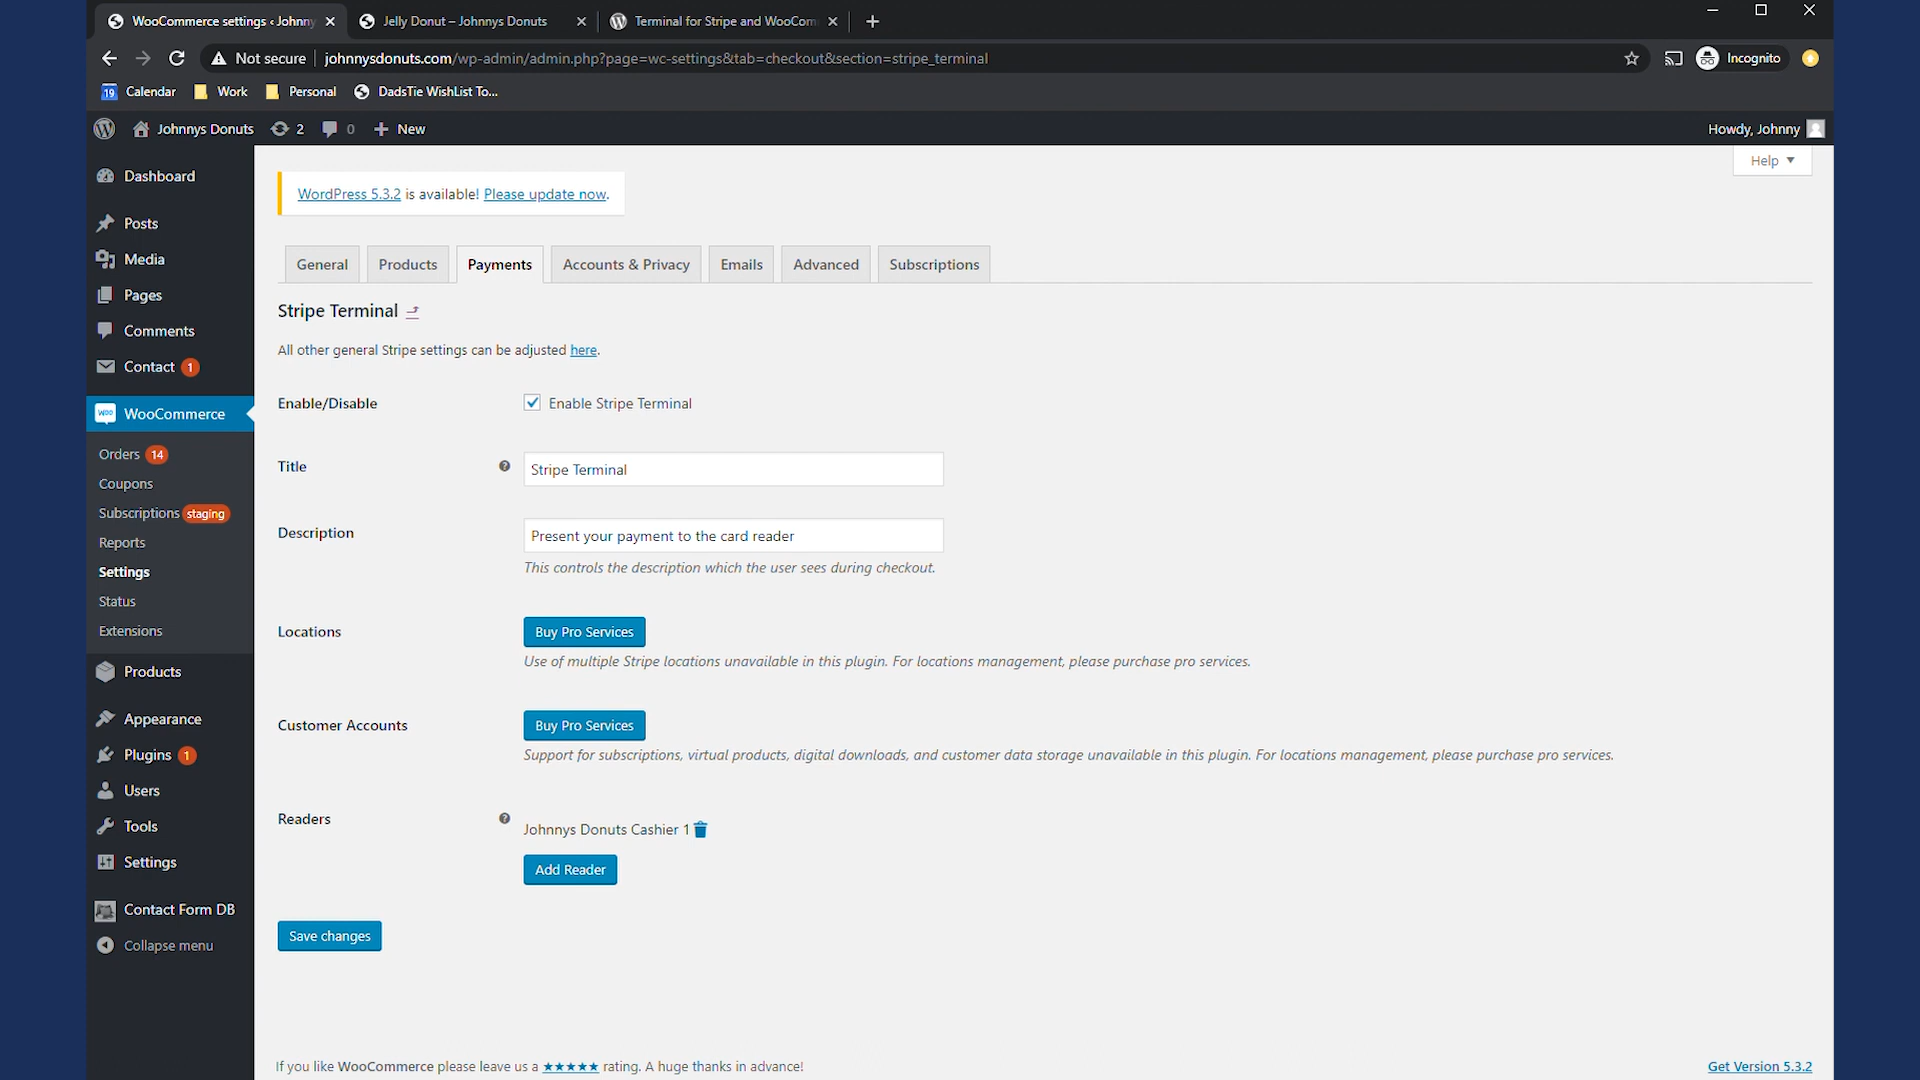 WooCommerce settings ‹ Johnny
Jelly Donut – Johnnys Donuts
Terminal for Stripe and WooCom
Not secure
johnnysdonuts.com/wp-admin/admin.php?page=wc-settings&tab=checkout&section=stripe_terminal
Incognito
19 Calendar
Work
Personal
DadsTie WishList To...
Johnnys Donuts
2
0
New
Howdy, Johnny
Help
Dashboard
Posts
Media
Pages
Comments
Contact 1
woo WooCommerce
Orders 14
Coupons
Subscriptions staging
Reports
Settings
Status
Extensions
Products
Appearance
Plugins 1
Users
Tools
Settings
Contact Form DB
Collapse menu
WordPress 5.3.2 is available! Please update now.
General
Products
Payments
Accounts & Privacy
Emails
Advanced
Subscriptions
Stripe Terminal
All other general Stripe settings can be adjusted here.
Enable/Disable
Enable Stripe Terminal
Title
?
Stripe Terminal
Description
Present your payment to the card reader
This controls the description which the user sees during checkout.
Locations
Buy Pro Services
Use of multiple Stripe locations unavailable in this plugin. For locations management, please purchase pro services.
Customer Accounts
Buy Pro Services
Support for subscriptions, virtual products, digital downloads, and customer data storage unavailable in this plugin. For locations management, please purchase pro services.
Readers
?
Johnnys Donuts Cashier 1
Add Reader
Save changes
If you like WooCommerce please leave us a ★★★★★ rating. A huge thanks in advance!
Get Version 5.3.2